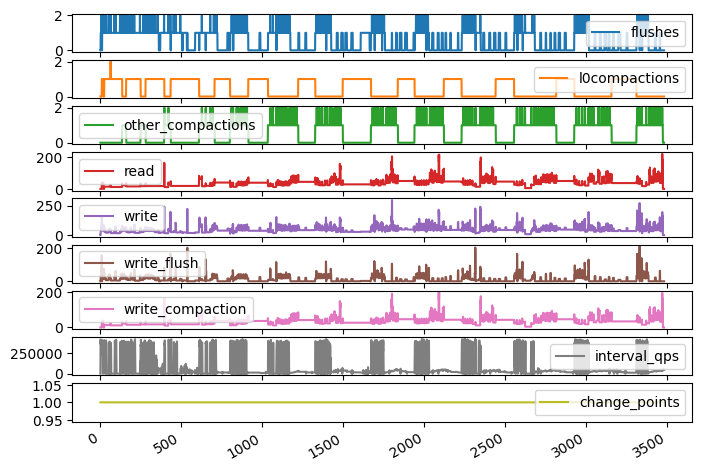 2
0
flushes
2
0
l0compactions
2
0
other_compactions
200
0
read
250
0
write
200
0
write_flush
200
0
write_compaction
250000
0
interval_qps
1.05
1.00
0.95
change_points
0 500 1000 1500 2000 2500 3000 3500